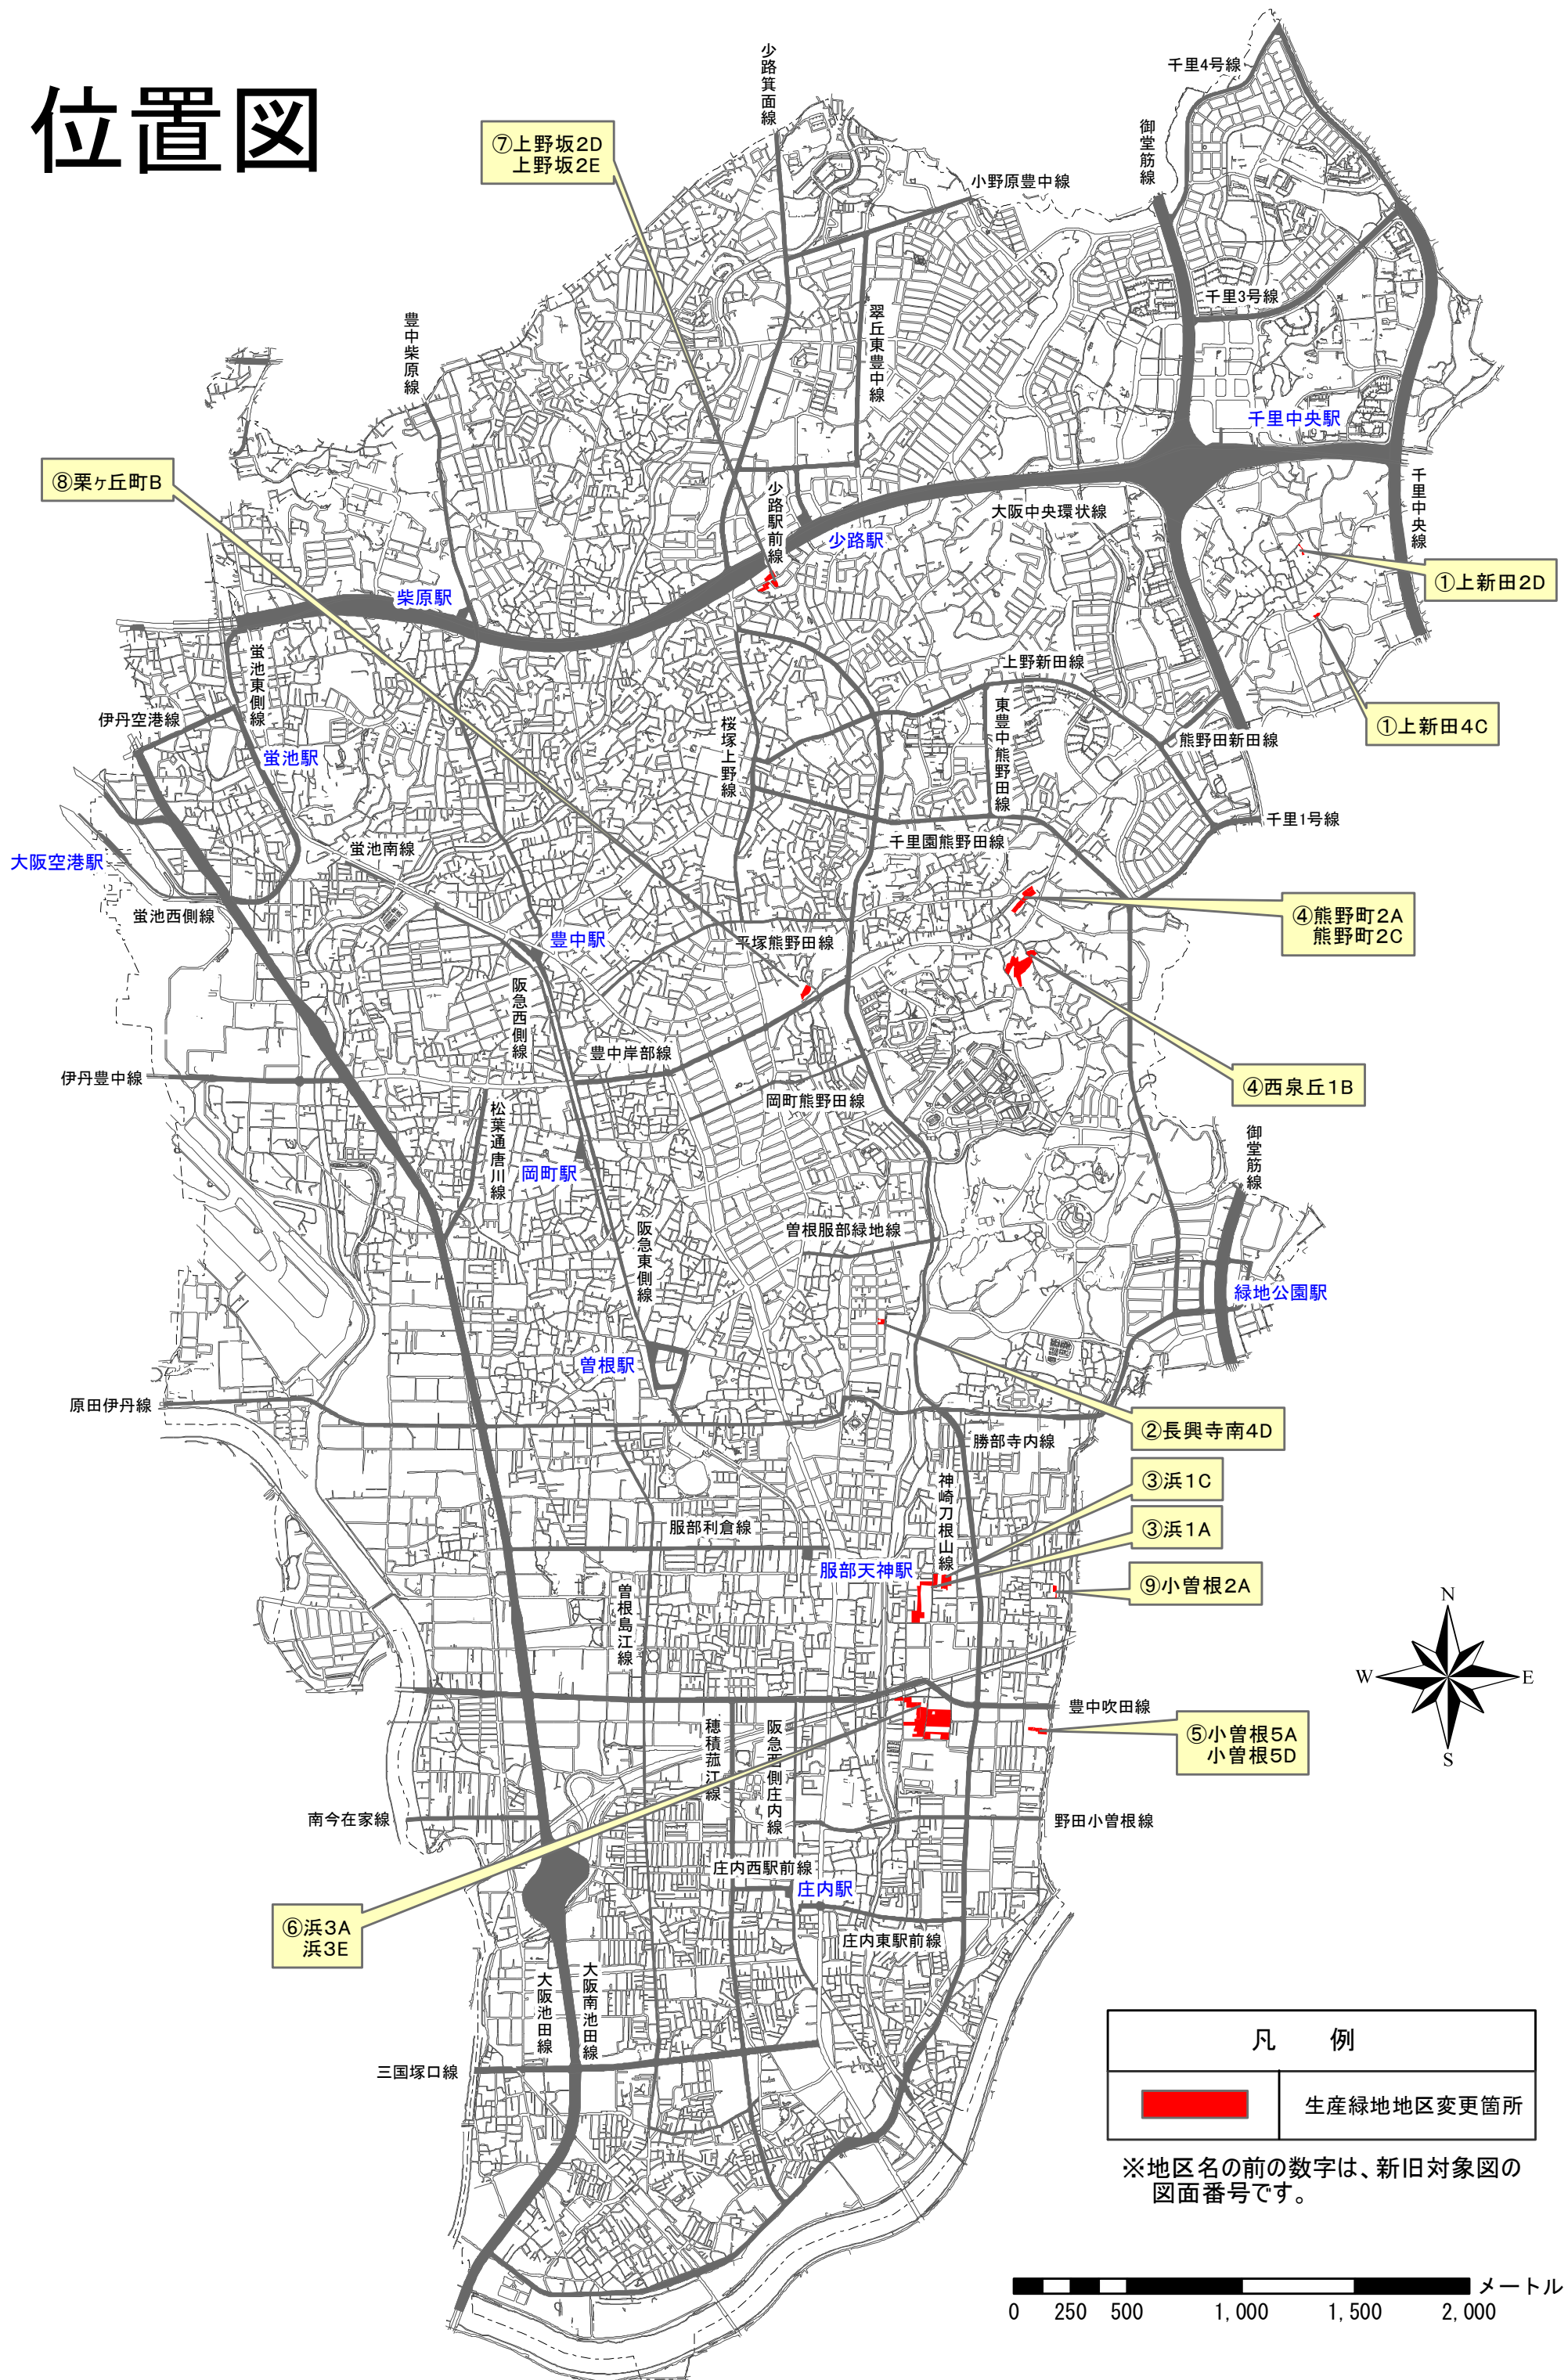 位置図
千里4号線
少路箕面線
御堂筋線
⑦上野坂2D
上野坂2E
小野原豊中線
千里3号線
翠丘東豊中線
豊中柴原線
千里中央駅
⑧栗ヶ丘町B
少路駅前線
千里中央線
大阪中央環状線
少路駅
①上新田2D
柴原駅
蛍池東側線
上野新田線
東豊中熊野田線
伊丹空港線
桜塚上野線
①上新田4C
熊野田新田線
蛍池駅
千里1号線
千里園熊野田線
蛍池南線
大阪空港駅
蛍池西側線
④熊野町2A
熊野町2C
豊中駅
平塚熊野田線
阪急西側線
豊中岸部線
伊丹豊中線
④西泉丘1B
岡町熊野田線
松葉通唐川線
御堂筋線
岡町駅
曽根服部緑地線
阪急東側線
緑地公園駅
曽根駅
原田伊丹線
②長興寺南4D
勝部寺内線
③浜1C
神崎刀根山線
服部利倉線
③浜1A
服部天神駅
⑨小曽根2A
曽根島江線
N
W
E
S
豊中吹田線
穂積菰江線
阪急西側庄内線
⑤小曽根5A
小曽根5D
南今在家線
野田小曽根線
庄内西駅前線
庄内駅
⑥浜3A
浜3E
庄内東駅前線
大阪池田線
大阪南池田線
三国塚口線
凡 例
生産緑地地区変更箇所
※地区名の前の数字は、新旧対象図の
図面番号です。
メートル
0 250 500 1,000 1,500 2,000